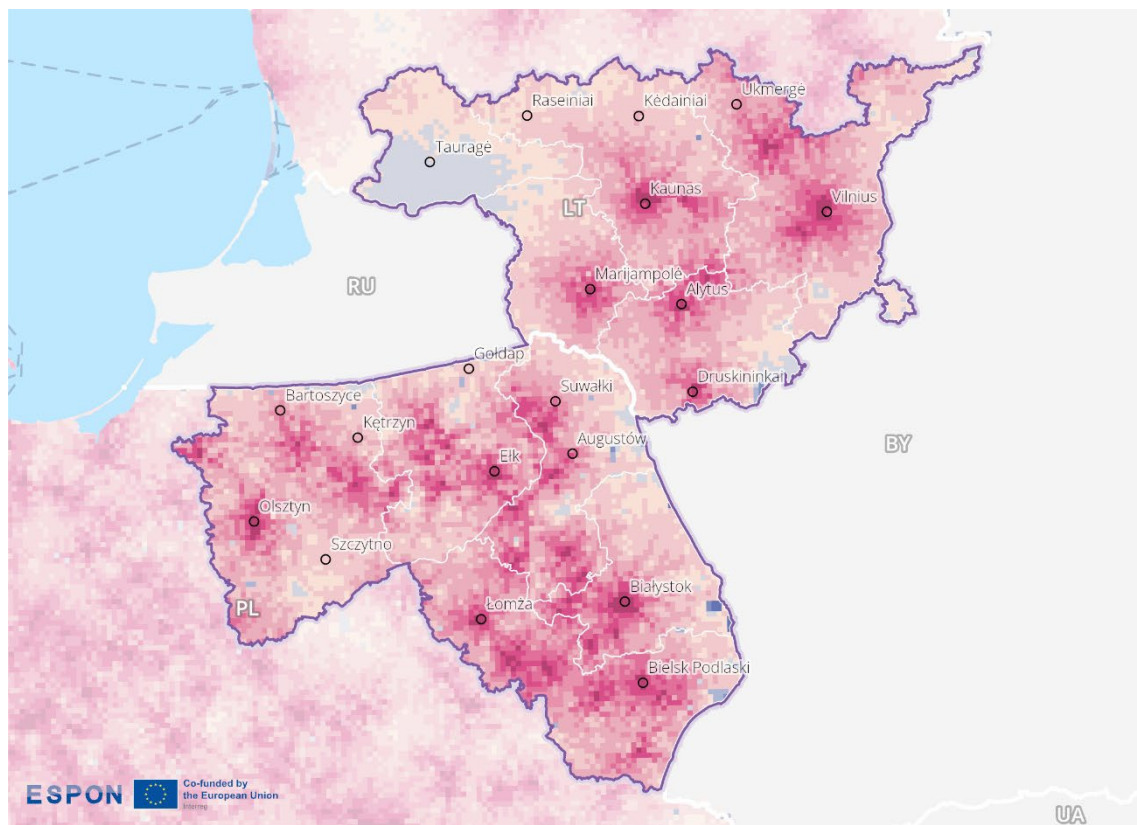 Ukmergė
Raseiniai
Kėdainiai
Tauragė
Kaunas
Vilnius
LT
Marijampolė
RU
Alytus
Gołdap
Druskininkai
Suwałki
Bartoszyce
Kętrzyn
Augustów
BY
Ełk
Olsztyn
Szczytno
Białystok
PL
Łomża
Bielsk Podlaski
ESPON
Co-funded by
the European Union
Interreg
UA